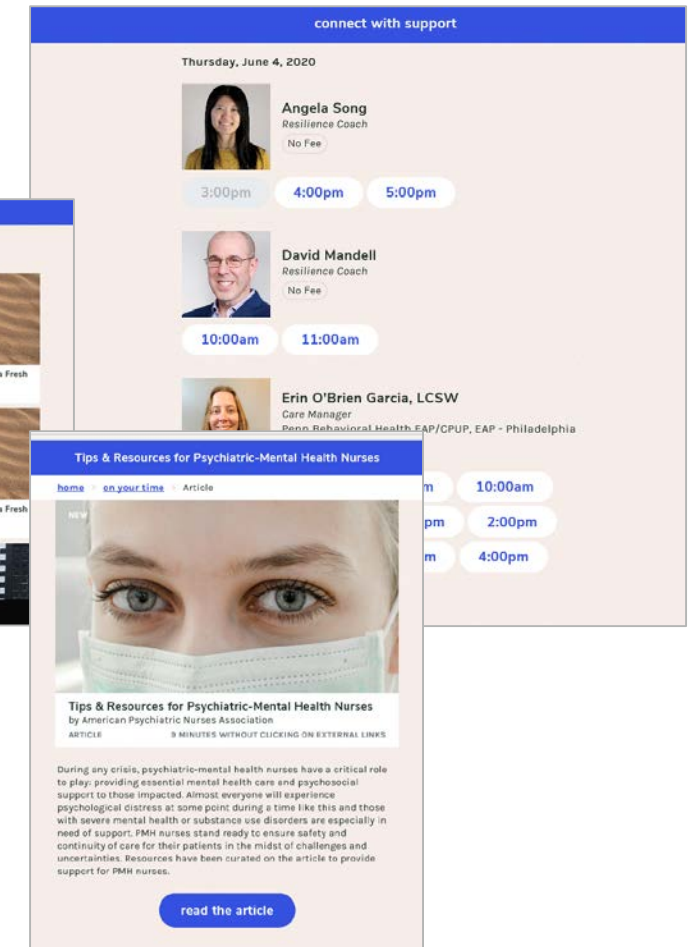 connect with support
Thursday, June 4, 2020
Angela Song
Resilience Coach
No Fee
3:00pm 4:00pm 5:00pm
David Mandell
Resilience Coach
No Fee
10:00am 11:00am
Erin O'Brien Garcia, LCSW
Care Manager
Penn Behavioral Health EAP/CPUP, EAP - Philadelphia
m 10:00am
pm 2:00pm
m 4:00pm
Fresh
Fresh
Tips & Resources for Psychiatric-Mental Health Nurses
home > on your time > Article
NEW
Tips & Resources for Psychiatric-Mental Health Nurses
by American Psychiatric Nurses Association
ARTICLE 9 MINUTES WITHOUT CLICKING ON EXTERNAL LINKS
During any crisis, psychiatric-mental health nurses have a critical role
to play: providing essential mental health care and psychosocial
support to those impacted. Almost everyone will experience
psychological distress at some point during a time like this and those
with severe mental health or substance use disorders are especially in
need of support. PMH nurses stand ready to ensure safety and
continuity of care for their patients in the midst of challenges and
uncertainties. Resources have been curated on the article to provide
support for PMH nurses.
read the article